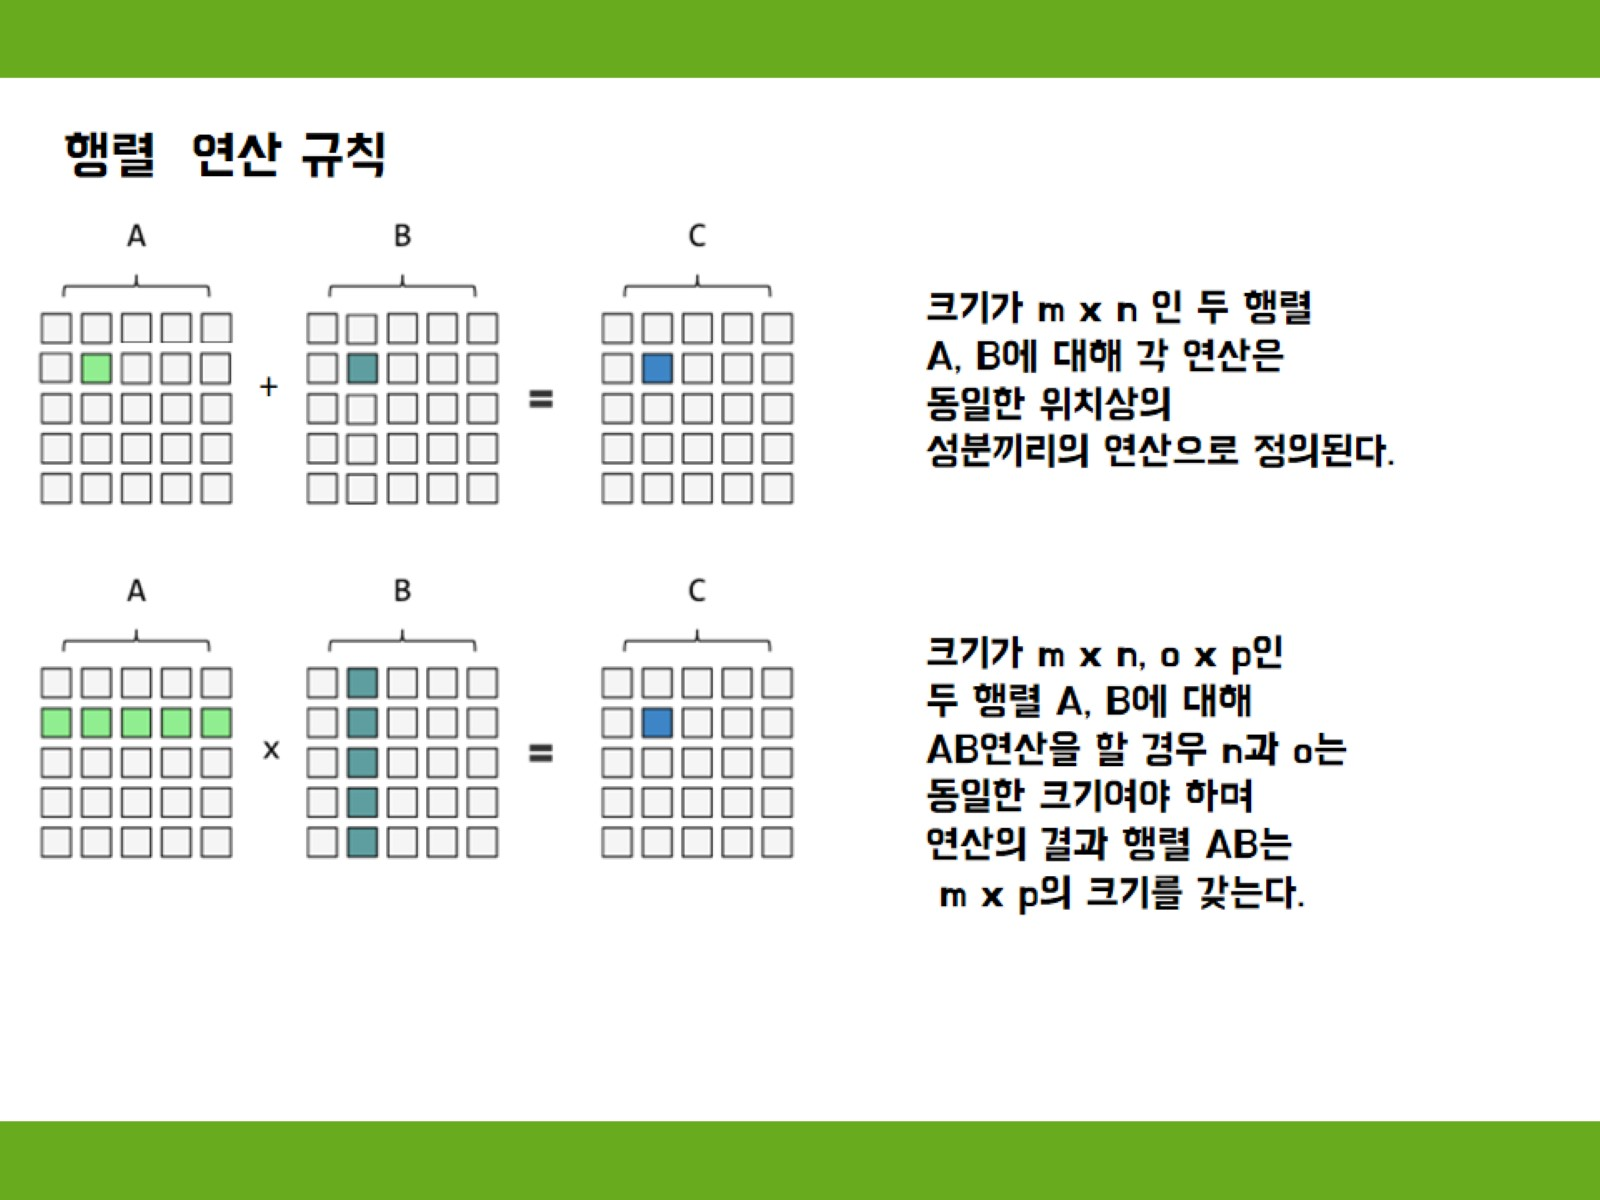 행렬 연산 규칙
A B C
+ =
크기가 m x n 인 두 행렬
A, B에 대해 각 연산은
동일한 위치상의
성분끼리의 연산으로 정의된다.
A B C
x =
크기가 m x n, o x p인
두 행렬 A, B에 대해
AB연산을 할 경우 n과 o는
동일한 크기여야 하며
연산의 결과 행렬 AB는
m x p의 크기를 갖는다.